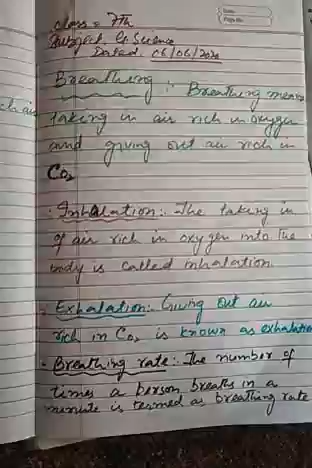 class = 7th
Subject. G. Science
Dated. 06/06/2020
Breathing : Breathing means
taking in air rich in oxygen
and giving out air rich in
CO2
Inhalation:- The taking in
of air rich in oxygen into the
body is called inhalation.
Exhalation:- Giving out air
rich in CO2 is known as exhalation
Breathing rate:- The number of
times a person breaths in a
minute is termed as breathing rate